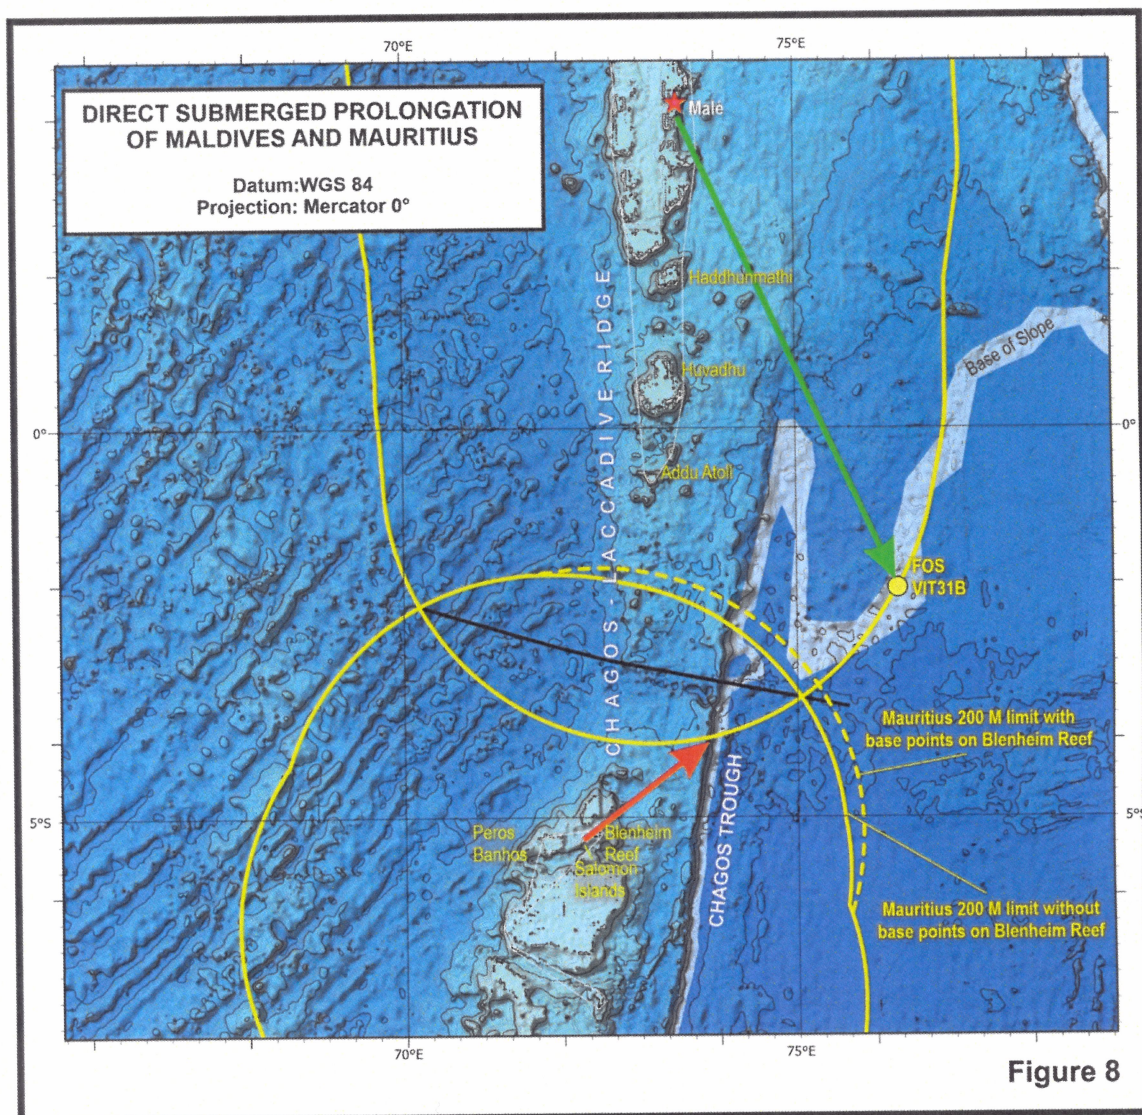 70°E
75°E
DIRECT SUBMERGED PROLONGATION
OF MALDIVES AND MAURITIUS
Datum:WGS 84
Projection: Mercator 0°
Male
Haddhunmathi
Base of Slope
Huvadhu
0°
0°
Addu Atoll
CHAGOS - LACCADIVE RIDGE
FOS
VIT31B
Mauritius 200 M limit with
base points on Blenheim Reef
CHAGOS TROUGH
5°S
5°S
Peros
Banhos
Blenheim
Reef
Salomon
Islands
Mauritius 200 M limit without
base points on Blenheim Reef
70°E
75°E
Figure 8